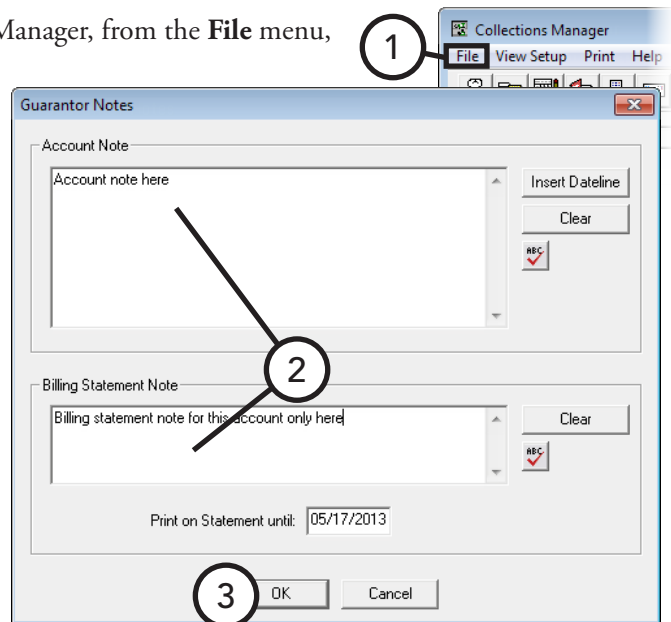 Manager, from the File menu,
1
Collections Manager
File View Setup Print Help
Guarantor Notes
Account Note
Account note here
Insert Dateline
Clear
ABC
2
Billing Statement Note
Billing statement note for this account only here
Clear
ABC
Print on Statement until: 05/17/2013
3
OK Cancel